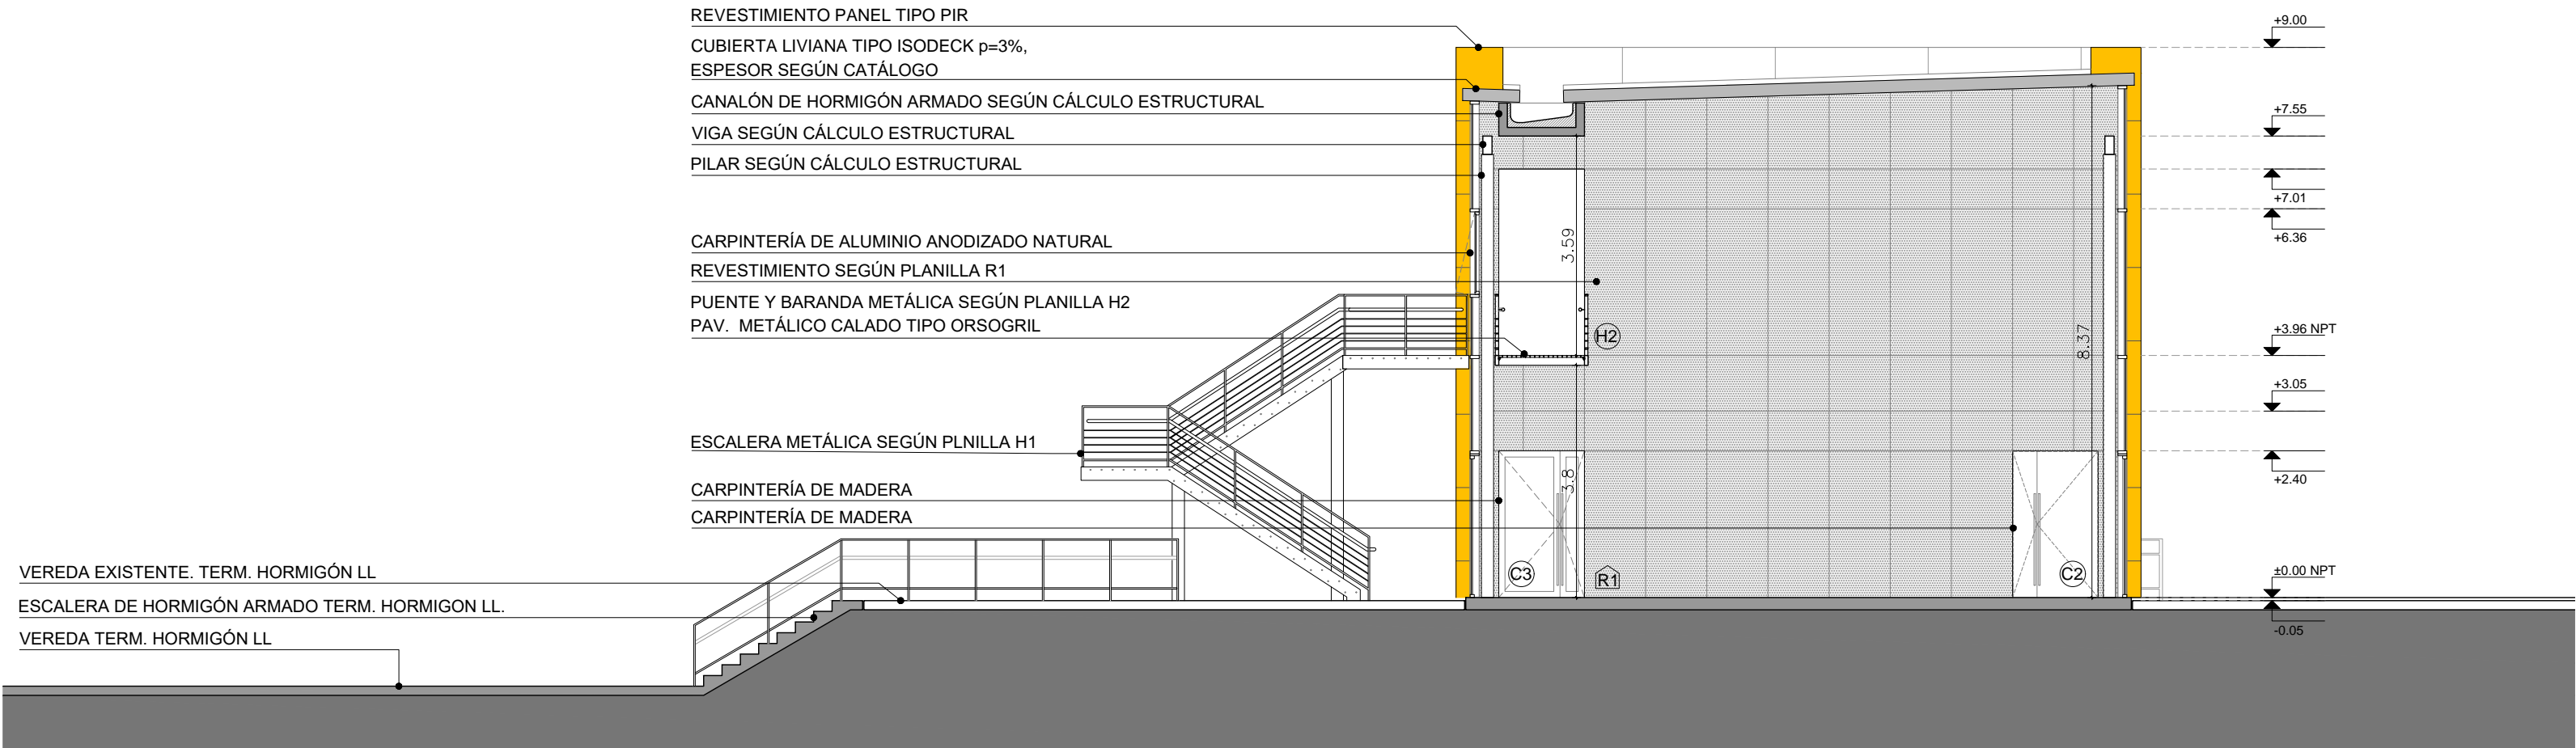 REVESTIMIENTO PANEL TIPO PIR
CUBIERTA LIVIANA TIPO ISODECK p=3%,
ESPESOR SEGÚN CATÁLOGO
CANALÓN DE HORMIGÓN ARMADO SEGÚN CÁLCULO ESTRUCTURAL
VIGA SEGÚN CÁLCULO ESTRUCTURAL
PILAR SEGÚN CÁLCULO ESTRUCTURAL
CARPINTERÍA DE ALUMINIO ANODIZADO NATURAL
REVESTIMIENTO SEGÚN PLANILLA R1
PUENTE Y BARANDA METÁLICA SEGÚN PLANILLA H2
PAV. METÁLICO CALADO TIPO ORSOGRIL
ESCALERA METÁLICA SEGÚN PLNILLA H1
CARPINTERÍA DE MADERA
CARPINTERÍA DE MADERA
VEREDA EXISTENTE. TERM. HORMIGÓN LL
ESCALERA DE HORMIGÓN ARMADO TERM. HORMIGON LL.
VEREDA TERM. HORMIGÓN LL
3.59
H2
8.37
3.8
C3
R1
C2
+9.00
+7.55
+7.01
+6.36
+3.96 NPT
+3.05
+2.40
±0.00 NPT
-0.05